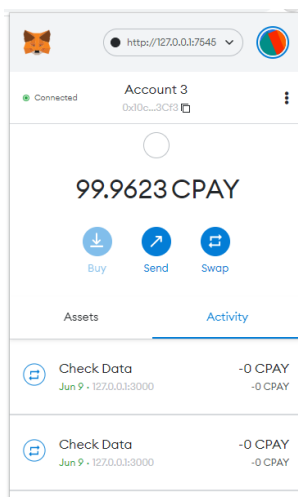 http://127.0.0.1:7545
Connected
Account 3
0x10c...3Cf3
99.9623 CPAY
Buy
Send
Swap
Assets
Activity
Check Data
-0 CPAY
Jun 9 · 127.0.0.1:3000
-0 CPAY
Check Data
-0 CPAY
Jun 9 · 127.0.0.1:3000
-0 CPAY